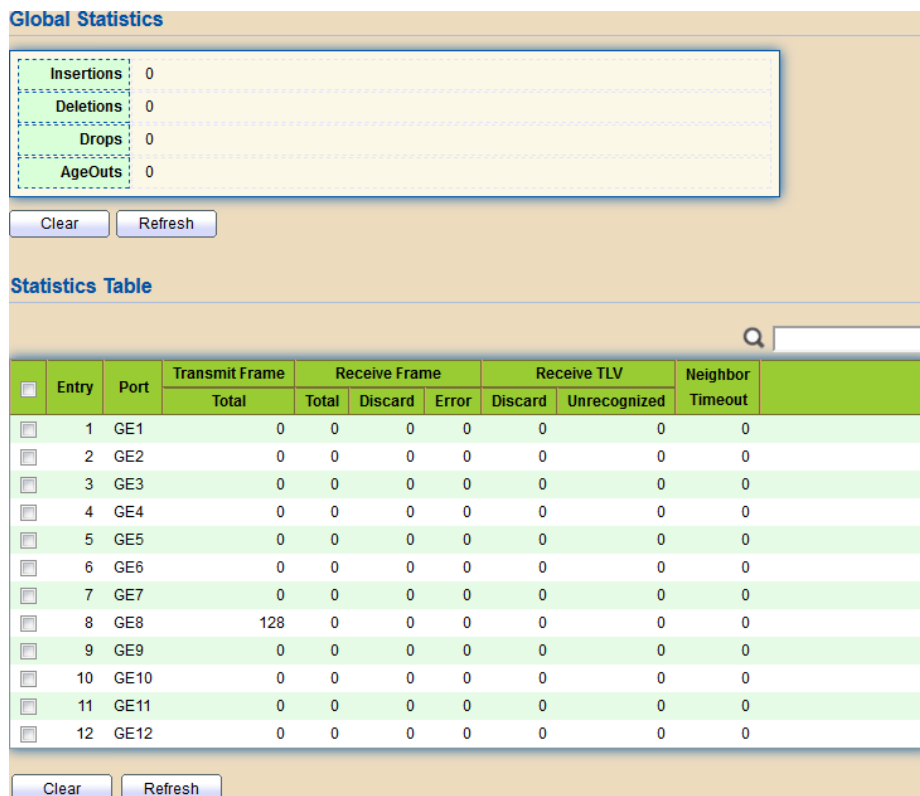 Global Statistics
Insertions 0
Deletions 0
Drops 0
AgeOuts 0
Clear Refresh
Statistics Table
Entry Port Transmit Frame Receive Frame Receive TLV Neighbor Timeout
Total Total Discard Error Discard Unrecognized
1 GE1 0 0 0 0 0 0 0
2 GE2 0 0 0 0 0 0 0
3 GE3 0 0 0 0 0 0 0
4 GE4 0 0 0 0 0 0 0
5 GE5 0 0 0 0 0 0 0
6 GE6 0 0 0 0 0 0 0
7 GE7 0 0 0 0 0 0 0
8 GE8 128 0 0 0 0 0 0
9 GE9 0 0 0 0 0 0 0
10 GE10 0 0 0 0 0 0 0
11 GE11 0 0 0 0 0 0 0
12 GE12 0 0 0 0 0 0 0
Clear Refresh